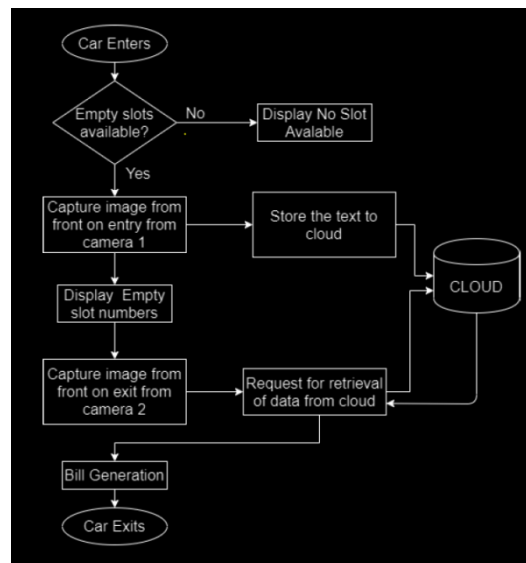 Car Enters
Empty slots
available?
No
Display No Slot
Avalable
Yes
Capture image from
front on entry from
camera 1
Store the text to
cloud
CLOUD
Display Empty
slot numbers
Capture image from
front on exit from
camera 2
Request for retrieval
of data from cloud
Bill Generation
Car Exits